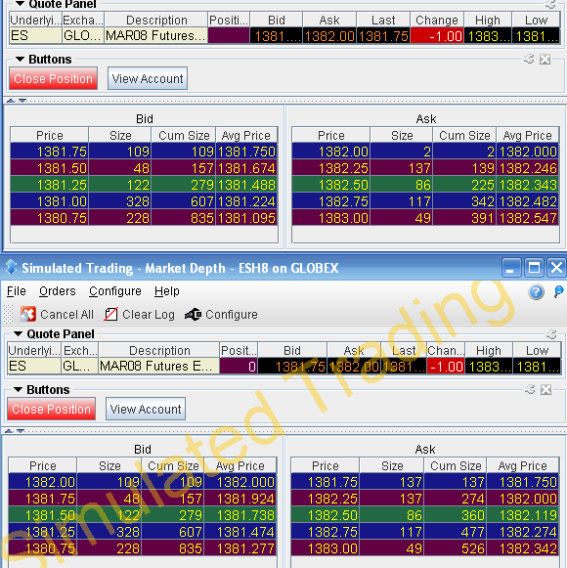 Quote Panel
Underlyi... Excha... Description Positi... Bid Ask Last Change High Low
ES GLO... MAR08 Futures... 1381.... 1382.00 1381.75 -1.00 1383... 1381...
Buttons
Close Position View Account
Bid Ask
Price Size Cum Size Avg Price Price Size Cum Size Avg Price
1381.75 109 109 1381.750 1382.00 2 2 1382.000
1381.50 48 157 1381.674 1382.25 137 139 1382.246
1381.25 122 279 1381.488 1382.50 86 225 1382.343
1381.00 328 607 1381.224 1382.75 117 342 1382.482
1380.75 228 835 1381.095 1383.00 49 391 1382.547
Simulated Trading - Market Depth - ESH8 on GLOBEX
File Orders Configure Help
Cancel All Clear Log Configure
Quote Panel
Underlyi... Exch... Description Posit... Bid Ask Last Chan... High Low
ES GL... MAR08 Futures E... 0 1381.75 1382.00 1381... -1.00 1383... 1381...
Buttons
Close Position View Account
Bid Ask
Price Size Cum Size Avg Price Price Size Cum Size Avg Price
1382.00 109 109 1382.000 1381.75 137 137 1381.750
1381.75 48 157 1381.924 1382.25 137 274 1382.000
1381.50 122 279 1381.738 1382.50 86 360 1382.119
1381.25 328 607 1381.474 1382.75 117 477 1382.274
1380.75 228 835 1381.277 1383.00 49 526 1382.342
Simulated Trading